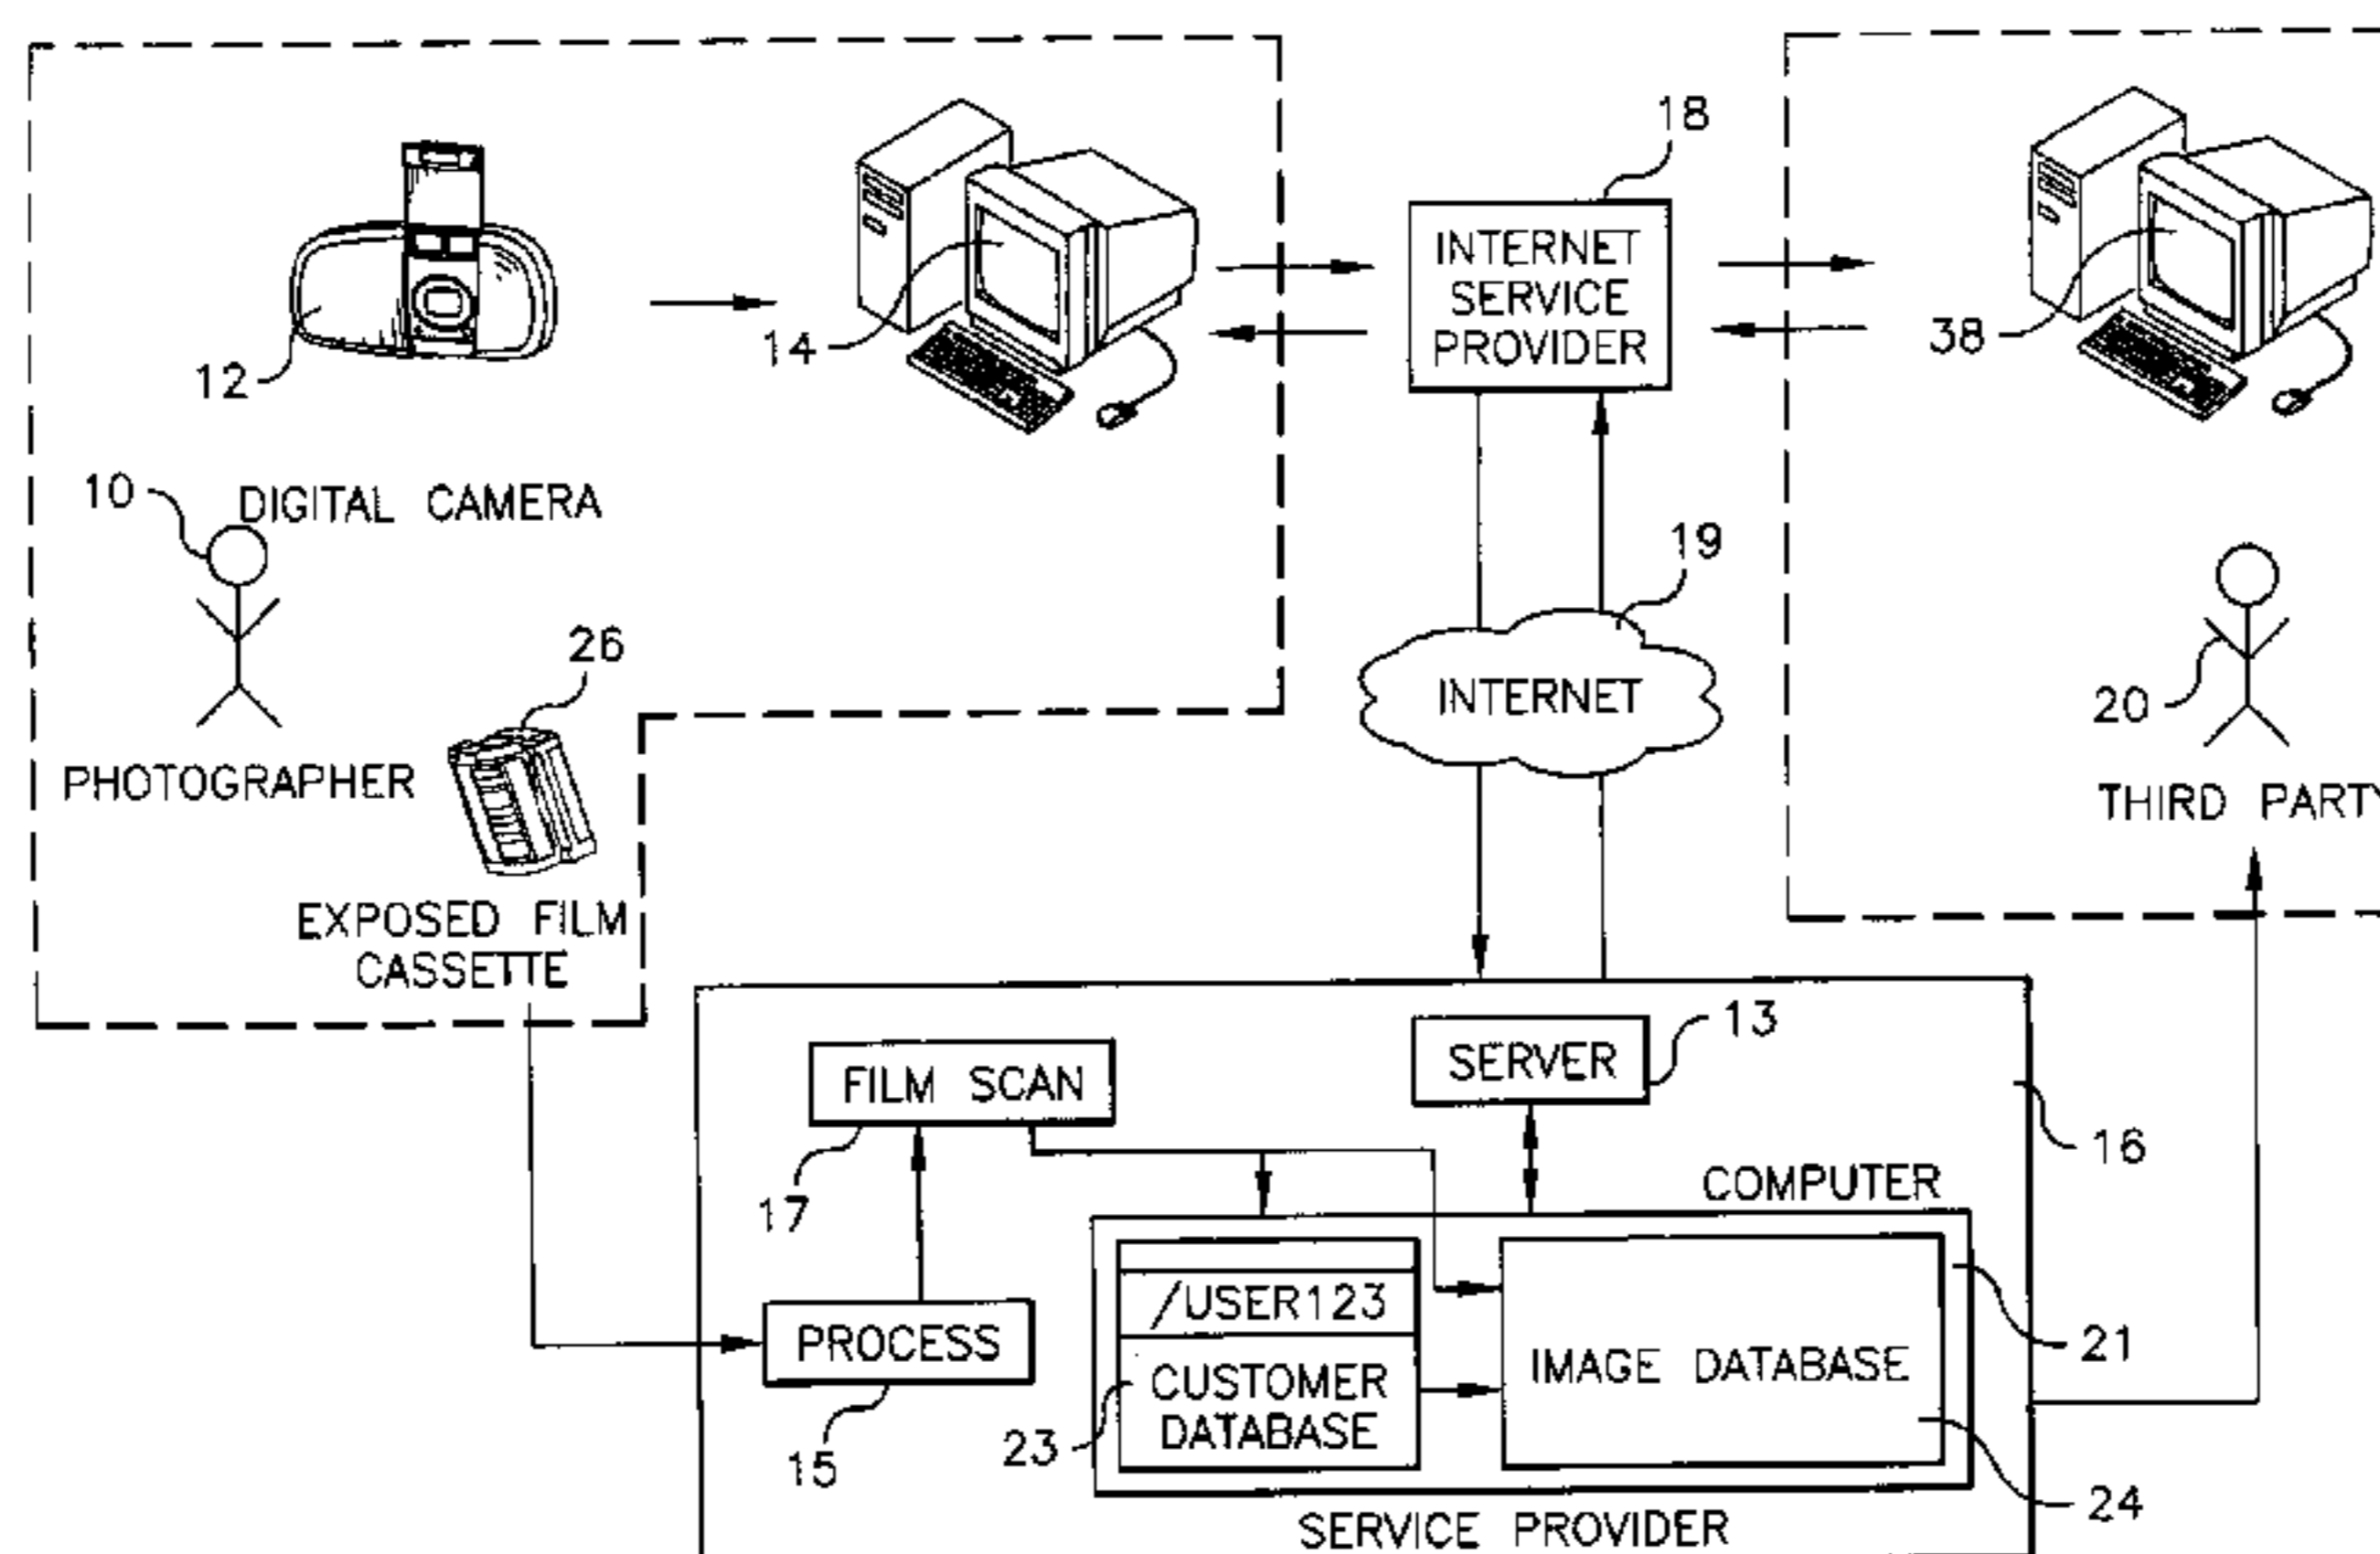 18
INTERNET
SERVICE
PROVIDER
12
14
38
10
DIGITAL CAMERA
19
26
INTERNET
20
PHOTOGRAPHER
THIRD PARTY
EXPOSED FILM
CASSETTE
13
SERVER
FILM SCAN
16
17
COMPUTER
/USER123
PROCESS
21
IMAGE DATABASE
CUSTOMER
DATABASE
23
15
24
SERVICE PROVIDER